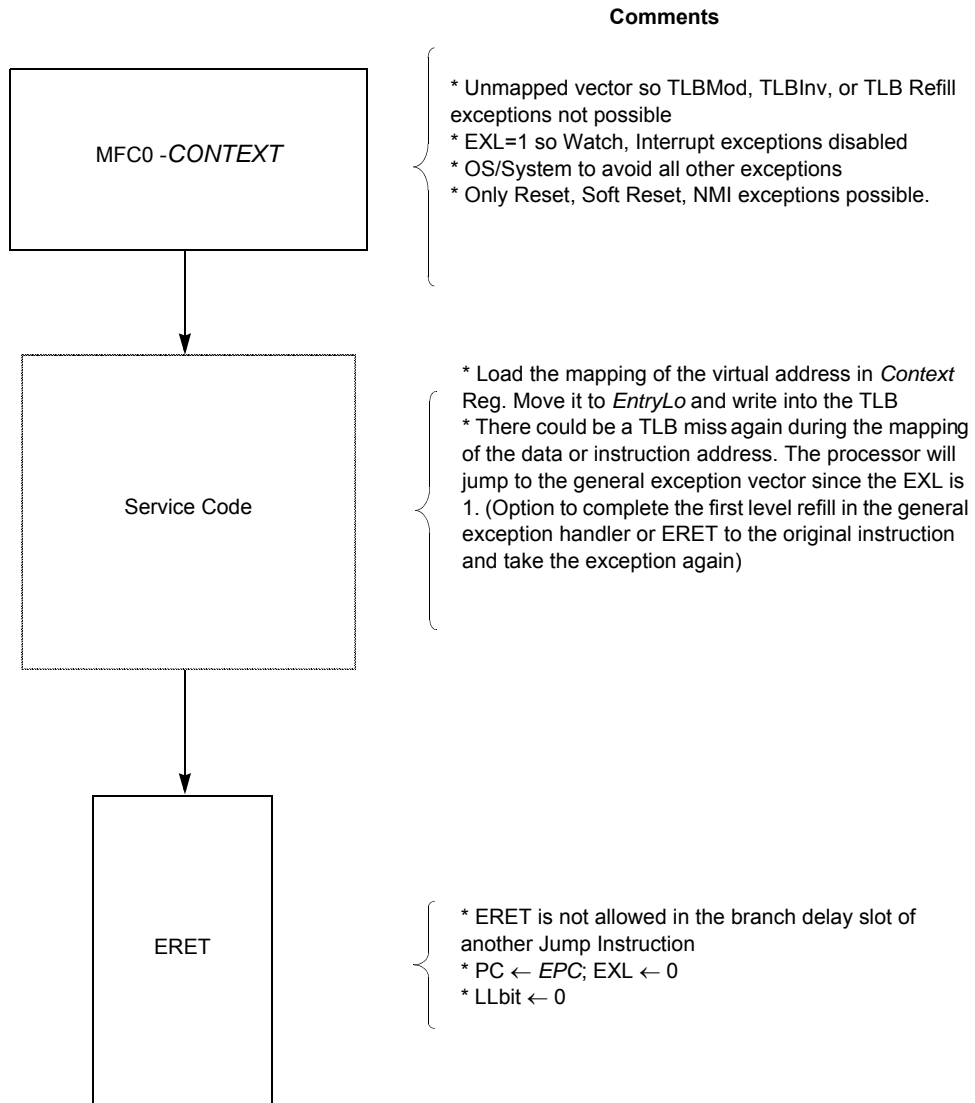 Comments
MFC0 -CONTEXT
* Unmapped vector so TLBMod, TLBInv, or TLB Refill
exceptions not possible
* EXL=1 so Watch, Interrupt exceptions disabled
* OS/System to avoid all other exceptions
* Only Reset, Soft Reset, NMI exceptions possible.
Service Code
* Load the mapping of the virtual address in Context
Reg. Move it to EntryLo and write into the TLB
* There could be a TLB miss again during the mapping
of the data or instruction address. The processor will
jump to the general exception vector since the EXL is
1. (Option to complete the first level refill in the general
exception handler or ERET to the original instruction
and take the exception again)
ERET
* ERET is not allowed in the branch delay slot of
another Jump Instruction
* PC ← EPC; EXL ← 0
* LLbit ← 0